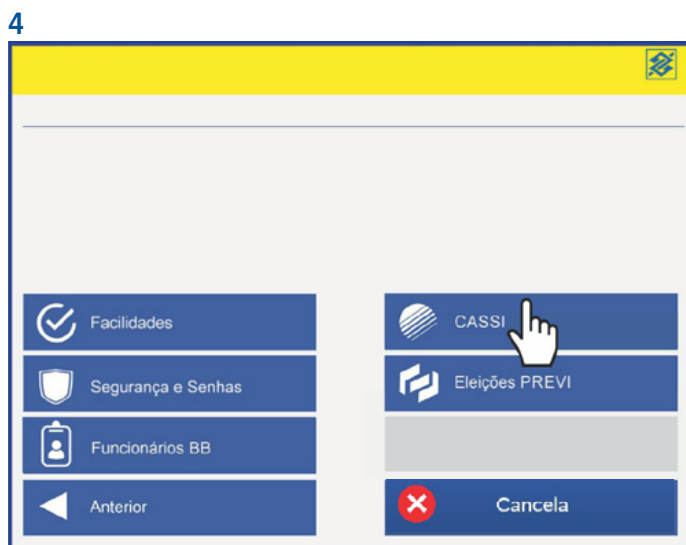 4
Facilidades
CASSI
Segurança e Senhas
Eleições PREVI
Funcionários BB
Anterior
Cancela